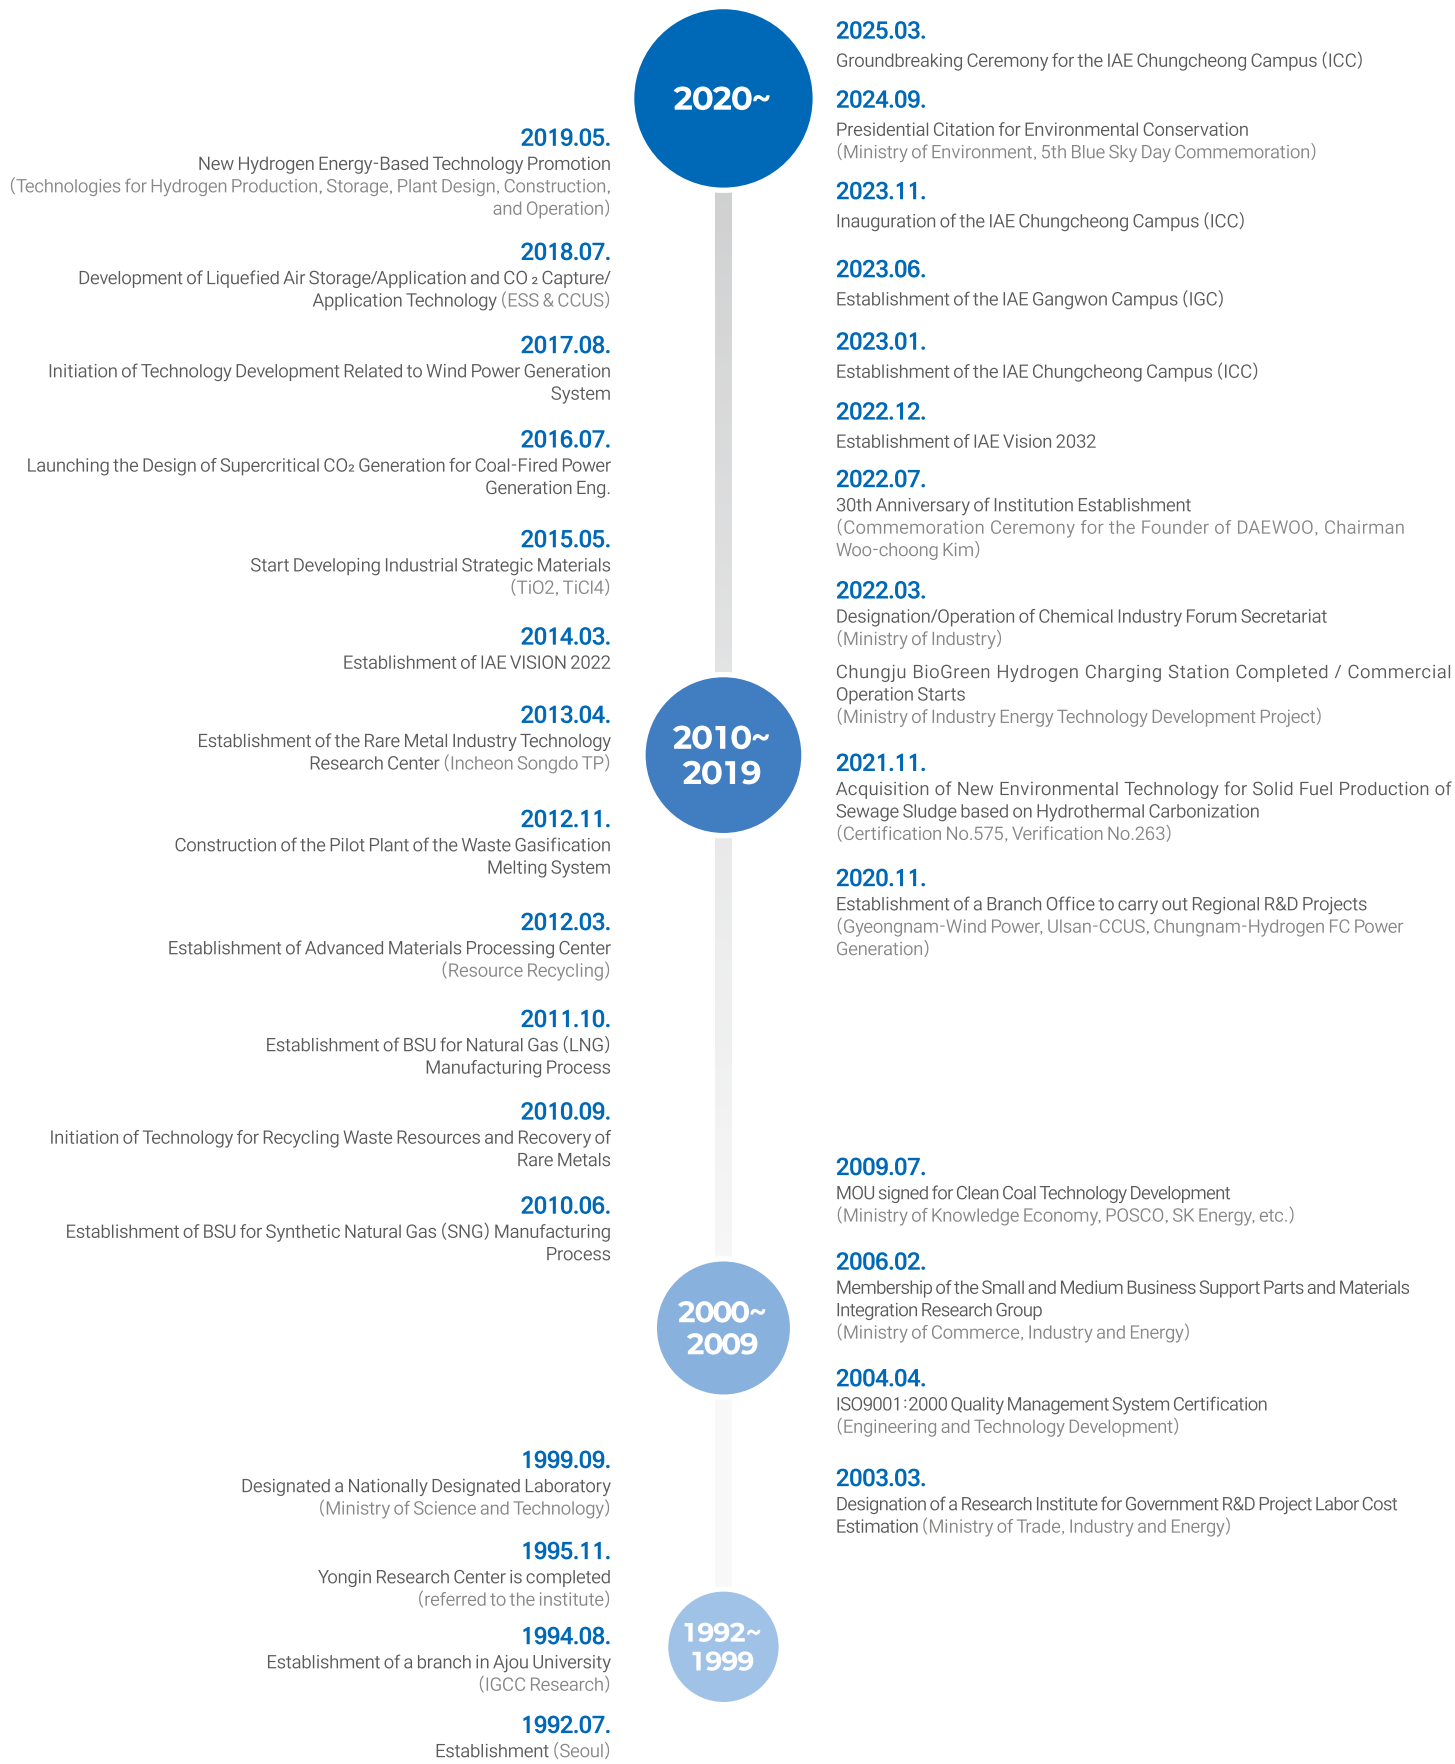 2020~
2025.03.
Groundbreaking Ceremony for the IAE Chungcheong Campus (ICC)
2024.09.
Presidential Citation for Environmental Conservation
(Ministry of Environment, 5th Blue Sky Day Commemoration)
2023.11.
Inauguration of the IAE Chungcheong Campus (ICC)
2023.06.
Establishment of the IAE Gangwon Campus (IGC)
2023.01.
Establishment of the IAE Chungcheong Campus (ICC)
2022.12.
Establishment of IAE Vision 2032
2022.07.
30th Anniversary of Institution Establishment
(Commemoration Ceremony for the Founder of DAEWOO, Chairman
Woo-choong Kim)
2022.03.
Designation/Operation of Chemical Industry Forum Secretariat
(Ministry of Industry)
Chungju BioGreen Hydrogen Charging Station Completed / Commercial
Operation Starts
(Ministry of Industry Energy Technology Development Project)
2021.11.
Acquisition of New Environmental Technology for Solid Fuel Production of
Sewage Sludge based on Hydrothermal Carbonization
(Certification No.575, Verification No.263)
2020.11.
Establishment of a Branch Office to carry out Regional R&D Projects
(Gyeongnam-Wind Power, Ulsan-CCUS, Chungnam-Hydrogen FC Power
Generation)
2010~
2019
2019.05.
New Hydrogen Energy-Based Technology Promotion
(Technologies for Hydrogen Production, Storage, Plant Design, Construction,
and Operation)
2018.07.
Development of Liquefied Air Storage/Application and CO ₂ Capture/
Application Technology (ESS & CCUS)
2017.08.
Initiation of Technology Development Related to Wind Power Generation
System
2016.07.
Launching the Design of Supercritical CO₂ Generation for Coal-Fired Power
Generation Eng.
2015.05.
Start Developing Industrial Strategic Materials
(TiO2, TiCl4)
2014.03.
Establishment of IAE VISION 2022
2013.04.
Establishment of the Rare Metal Industry Technology
Research Center (Incheon Songdo TP)
2012.11.
Construction of the Pilot Plant of the Waste Gasification
Melting System
2012.03.
Establishment of Advanced Materials Processing Center
(Resource Recycling)
2011.10.
Establishment of BSU for Natural Gas (LNG)
Manufacturing Process
2010.09.
Initiation of Technology for Recycling Waste Resources and Recovery of
Rare Metals
2010.06.
Establishment of BSU for Synthetic Natural Gas (SNG) Manufacturing
Process
2000~
2009
2009.07.
MOU signed for Clean Coal Technology Development
(Ministry of Knowledge Economy, POSCO, SK Energy, etc.)
2006.02.
Membership of the Small and Medium Business Support Parts and Materials
Integration Research Group
(Ministry of Commerce, Industry and Energy)
2004.04.
ISO9001:2000 Quality Management System Certification
(Engineering and Technology Development)
2003.03.
Designation of a Research Institute for Government R&D Project Labor Cost
Estimation (Ministry of Trade, Industry and Energy)
1992~
1999
1999.09.
Designated a Nationally Designated Laboratory
(Ministry of Science and Technology)
1995.11.
Yongin Research Center is completed
(referred to the institute)
1994.08.
Establishment of a branch in Ajou University
(IGCC Research)
1992.07.
Establishment (Seoul)